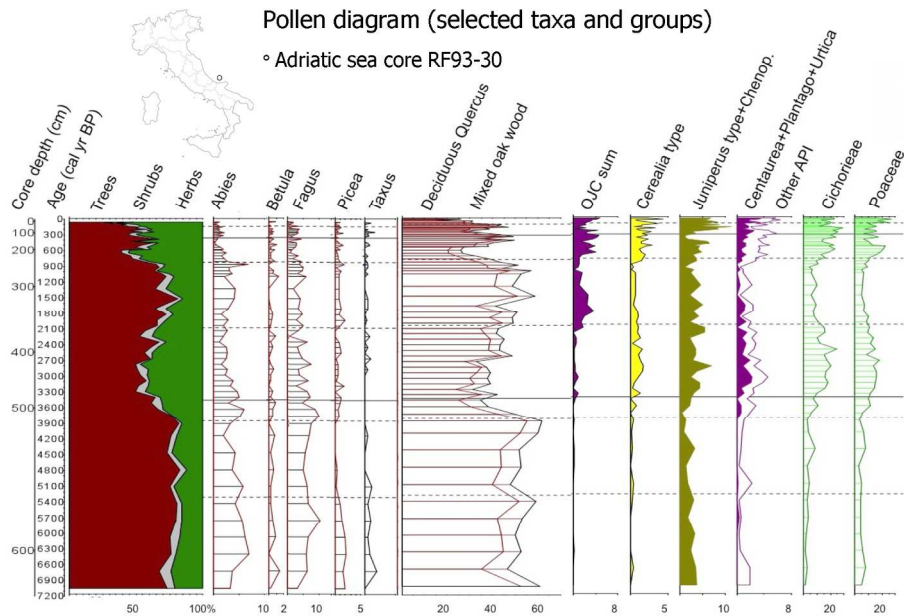 Pollen diagram (selected taxa and groups)
° Adriatic sea core RF93-30
Core depth (cm)
Age (cal yr BP)
Trees
Shrubs
Herbs
Abies
Betula
Fagus
Picea
Taxus
Deciduous Quercus
Mixed oak wood
OJC sum
Cerealia type
Juniperus type+Chenop.
Centaurea+Plantago+Urtica
Other API
Cichorieae
Poaceae
0
100
200
300
400
500
600
0
300
600
900
1200
1500
1800
2100
2400
2700
3000
3300
3600
3900
4200
4500
4800
5100
5400
5700
6000
6300
6600
6900
7200
50 100% 10 2 10 5 20 40 60 8 5 8 8 10 10